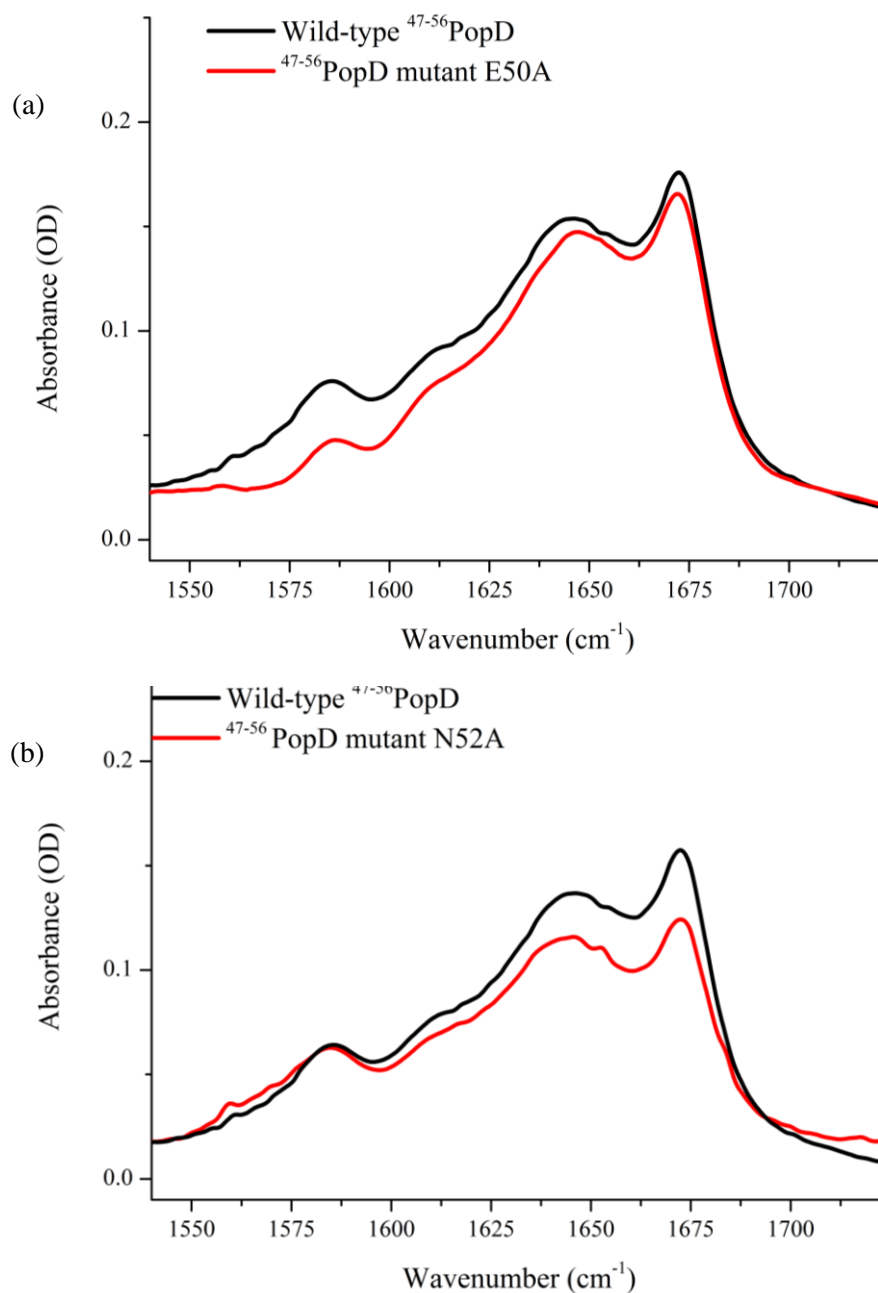 Wild-type ⁴⁷⁻⁵⁶PopD
⁴⁷⁻⁵⁶PopD mutant E50A
(a)
0.2
0.1
0.0
Absorbance (OD)
1550 1575 1600 1625 1650 1675 1700
Wavenumber (cm⁻¹)
Wild-type ⁴⁷⁻⁵⁶PopD
⁴⁷⁻⁵⁶ PopD mutant N52A
(b)
0.2
0.1
0.0
Absorbance (OD)
1550 1575 1600 1625 1650 1675 1700
Wavenumber (cm⁻¹)